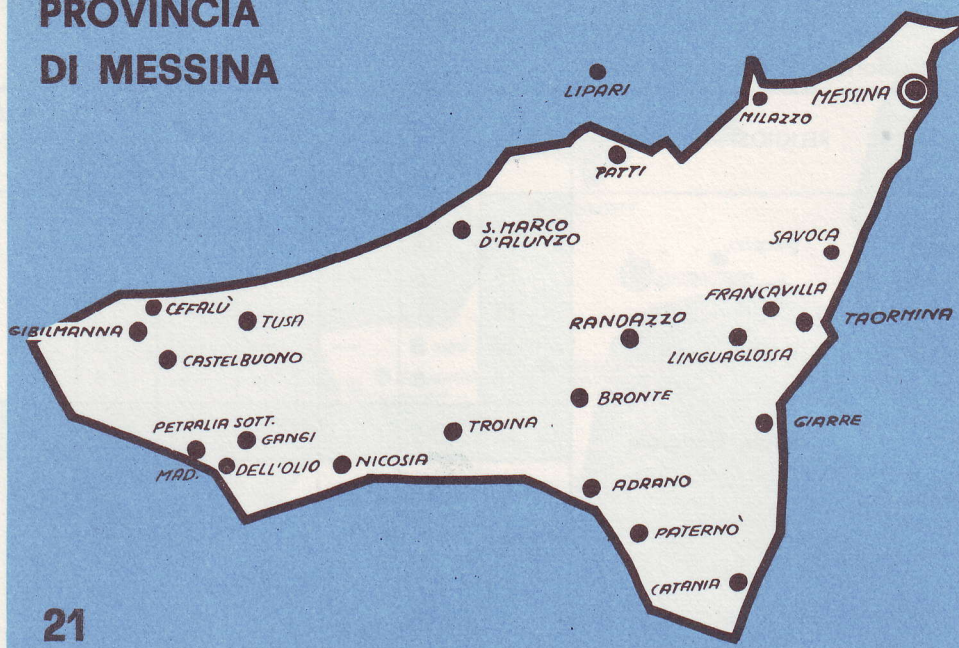 PROVINCIA
DI MESSINA
LIPARI
MESSINA
MILAZZO
PATTI
S. MARCO
D'ALUNZO
SAVOCA
FRANCAVILLA
CEFALÙ
TUSA
RANDAZZO
TAORMINA
GIBILMANNA
LINGUAGLOSSA
CASTELBUONO
BRONTE
PETRALIA SOTT.
GANGI
TROINA
GIARRE
MAD.
DELL'OLIO
NICOSIA
ADRANO
PATERNO'
CATANIA
21